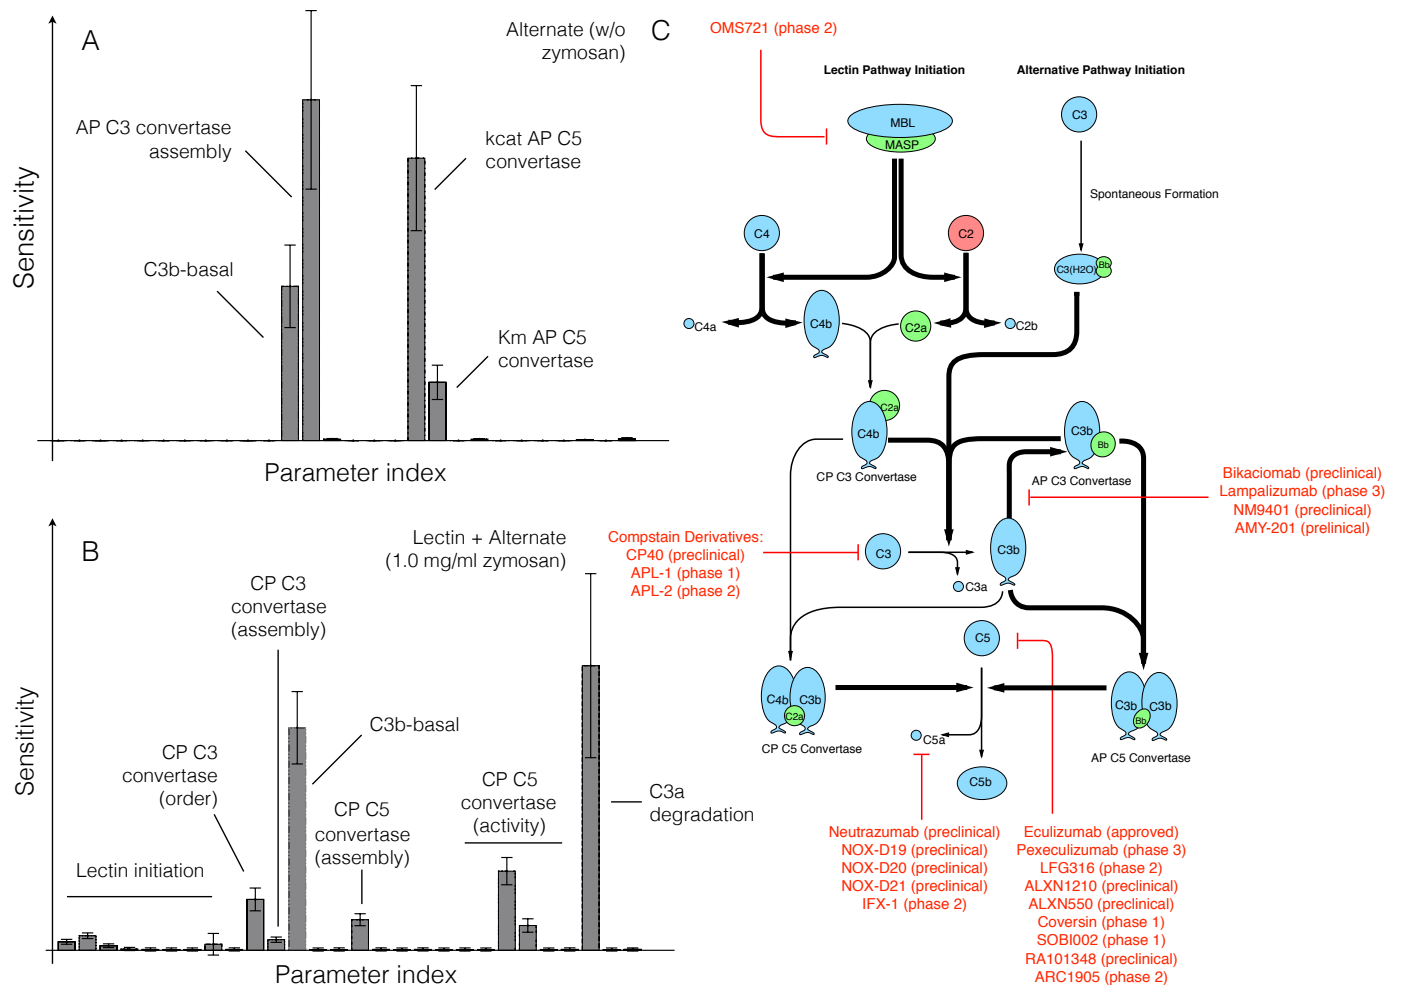 A
Alternate (w/o
zymosan)
AP C3 convertase
assembly
kcat AP C5
convertase
C3b-basal
Km AP C5
convertase
Sensitivity
Parameter index
B
Lectin + Alternate
(1.0 mg/ml zymosan)
CP C3
convertase
(assembly)
C3b-basal
CP C3
convertase
(order)
CP C5
convertase
(assembly)
CP C5
convertase
(activity)
C3a
degradation
Lectin initiation
Sensitivity
Parameter index
C
OMS721 (phase 2)
Lectin Pathway Initiation
Alternative Pathway Initiation
MBL
MASP
C3
Spontaneous Formation
C4
C2
C3(H2O)
Bb
C4a
C4b
C2a
C2b
C2a
C4b
CP C3 Convertase
C3b
Bb
AP C3 Convertase
Bikaciomab (preclinical)
Lampalizumab (phase 3)
NM9401 (preclinical)
AMY-201 (prelinical)
Compstain Derivatives:
CP40 (preclinical)
APL-1 (phase 1)
APL-2 (phase 2)
C3
C3b
C3a
C5
C4b
C3b
C2a
CP C5 Convertase
C5a
C5b
C3b
C3b
Bb
AP C5 Convertase
Neutrazumab (preclinical)
NOX-D19 (preclinical)
NOX-D20 (preclinical)
NOX-D21 (preclinical)
IFX-1 (phase 2)
Eculizumab (approved)
Pexeculizumab (phase 3)
LFG316 (phase 2)
ALXN1210 (preclinical)
ALXN550 (preclinical)
Coversin (phase 1)
SOBI002 (phase 1)
RA101348 (preclinical)
ARC1905 (phase 2)